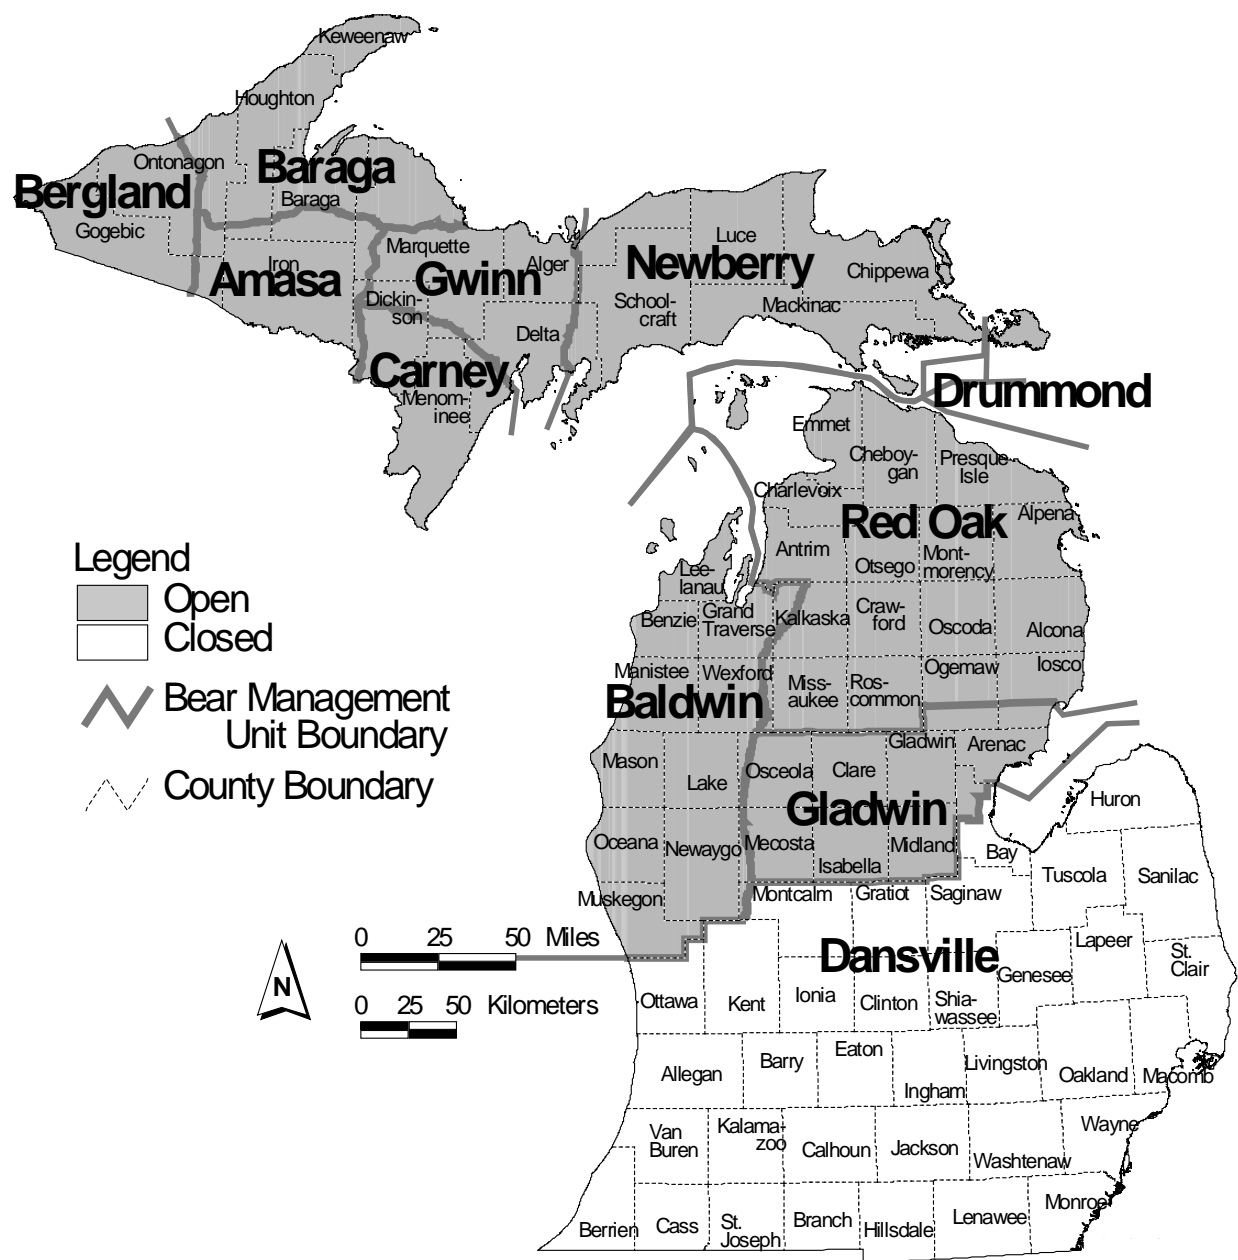 Keweenaw
Houghton
Ontonagon
Baraga
Bergland
Baraga
Gogebic
Marquette
Iron
Amasa
Gwinn
Alger
Luce
Newberry
Chippewa
Dickin-
son
School-
craft
Mackinac
Delta
Carney
Menom-
inee
Drummond
Emmet
Cheboy-
gan
Presque
Isle
Charlevoix
Red Oak
Alpena
Antrim
Otsego
Mont-
morency
Lee-
lanau
Benzie
Grand
Traverse
Kalkaska
Craw-
ford
Oscoda
Alcona
Manistee
Wexford
Miss-
aukee
Ros-
common
Ogemaw
Iosco
Baldwin
Gladwin
Arenac
Mason
Lake
Osceola
Clare
Gladwin
Huron
Oceana
Newaygo
Mecosta
Isabella
Midland
Bay
Tuscola
Sanilac
Muskegon
Montcalm
Gratiot
Saginaw
Dansville
Lapeer
St.
Clair
Genesee
Ottawa
Kent
Ionia
Clinton
Shia-
wassee
Allegan
Barry
Eaton
Ingham
Livingston
Oakland
Macomb
Van
Buren
Kalama-
zoo
Calhoun
Jackson
Washtenaw
Wayne
Berrien
Cass
St.
Joseph
Branch
Hillsdale
Lenawee
Monroe
Legend
Open
Closed
Bear Management
Unit Boundary
County Boundary
0 25 50 Miles
0 25 50 Kilometers
N